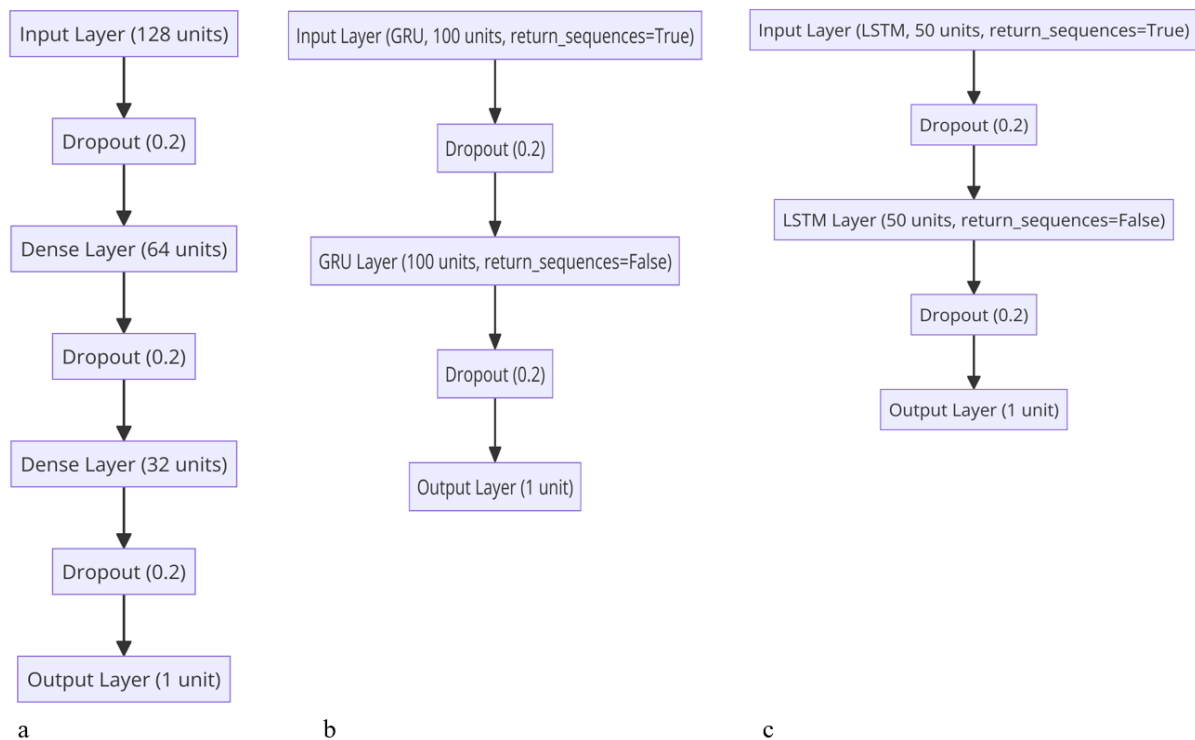 Input Layer (128 units)
Dropout (0.2)
Dense Layer (64 units)
Dropout (0.2)
Dense Layer (32 units)
Dropout (0.2)
Output Layer (1 unit)
a
Input Layer (GRU, 100 units, return_sequences=True)
Dropout (0.2)
GRU Layer (100 units, return_sequences=False)
Dropout (0.2)
Output Layer (1 unit)
b
Input Layer (LSTM, 50 units, return_sequences=True)
Dropout (0.2)
LSTM Layer (50 units, return_sequences=False)
Dropout (0.2)
Output Layer (1 unit)
c